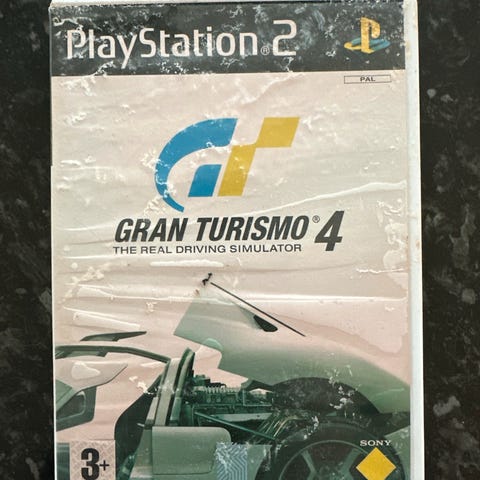 PlayStation®2
PAL
GRAN TURISMO®4
THE REAL DRIVING SIMULATOR
3+
SONY